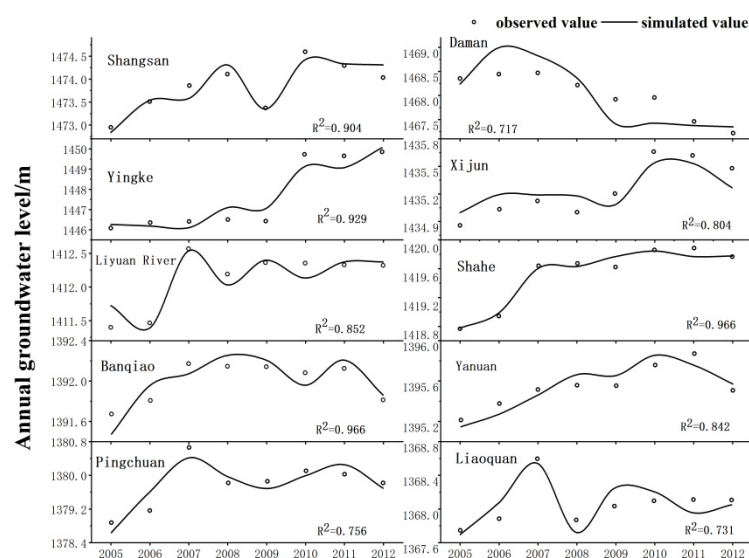 observed value simulated value
Annual groundwater level/m
Shangsan
1474.5
1474.0
1473.5
1473.0
R²=0.904
Daman
1469.0
1468.5
1468.0
1467.5
R²=0.717
Yingke
1450
1449
1448
1447
1446
R²=0.929
Xijun
1435.8
1435.5
1435.2
1434.9
R²=0.804
Liyuan River
1412.5
1412.0
1411.5
R²=0.852
Shahe
1420.0
1419.6
1419.2
1418.8
R²=0.966
Banqiao
1392.4
1392.0
1391.6
R²=0.966
Yanuan
1396.0
1395.6
1395.2
R²=0.842
Pingchuan
1380.8
1380.0
1379.2
1378.4
R²=0.756
Liaoquan
1368.8
1368.4
1368.0
1367.6
R²=0.731
2005 2006 2007 2008 2009 2010 2011 2012
2005 2006 2007 2008 2009 2010 2011 2012